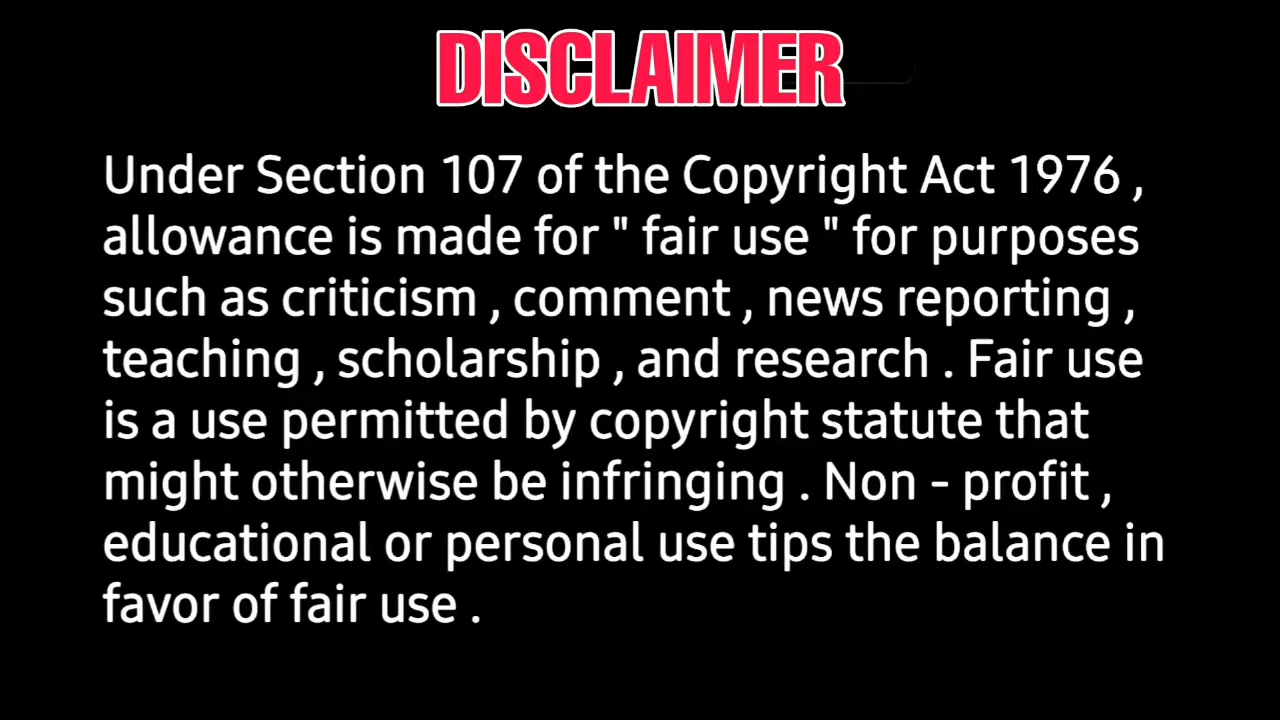 DISCLAIMER
Under Section 107 of the Copyright Act 1976 ,
allowance is made for " fair use " for purposes
such as criticism , comment , news reporting ,
teaching , scholarship , and research . Fair use
is a use permitted by copyright statute that
might otherwise be infringing . Non - profit ,
educational or personal use tips the balance in
favor of fair use .